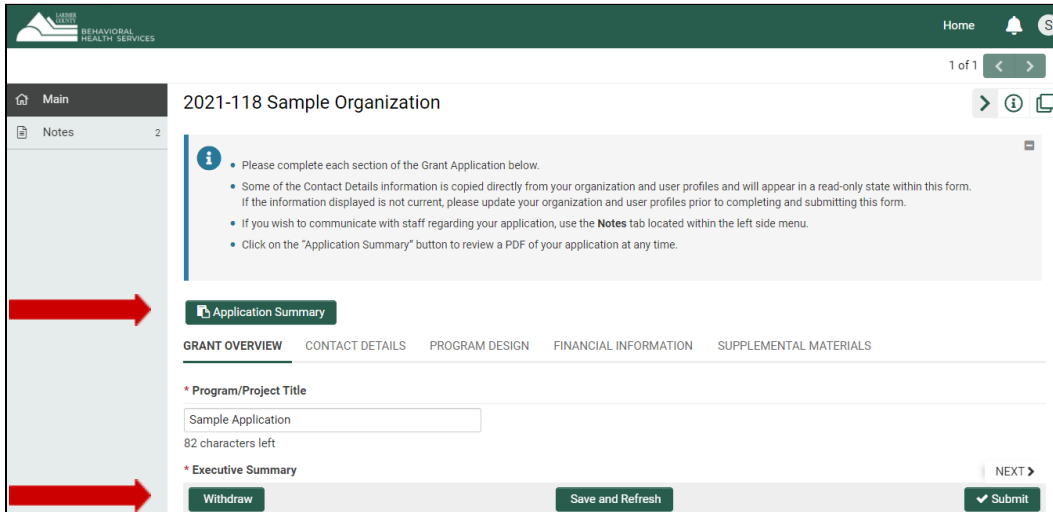 LARIMER
COUNTY
BEHAVIORAL
HEALTH SERVICES
Home
S
1 of 1
Main
Notes 2
2021-118 Sample Organization
• Please complete each section of the Grant Application below.
• Some of the Contact Details information is copied directly from your organization and user profiles and will appear in a read-only state within this form.
If the information displayed is not current, please update your organization and user profiles prior to completing and submitting this form.
• If you wish to communicate with staff regarding your application, use the Notes tab located within the left side menu.
• Click on the "Application Summary" button to review a PDF of your application at any time.
Application Summary
GRANT OVERVIEW CONTACT DETAILS PROGRAM DESIGN FINANCIAL INFORMATION SUPPLEMENTAL MATERIALS
* Program/Project Title
Sample Application
82 characters left
* Executive Summary
NEXT
Withdraw Save and Refresh Submit